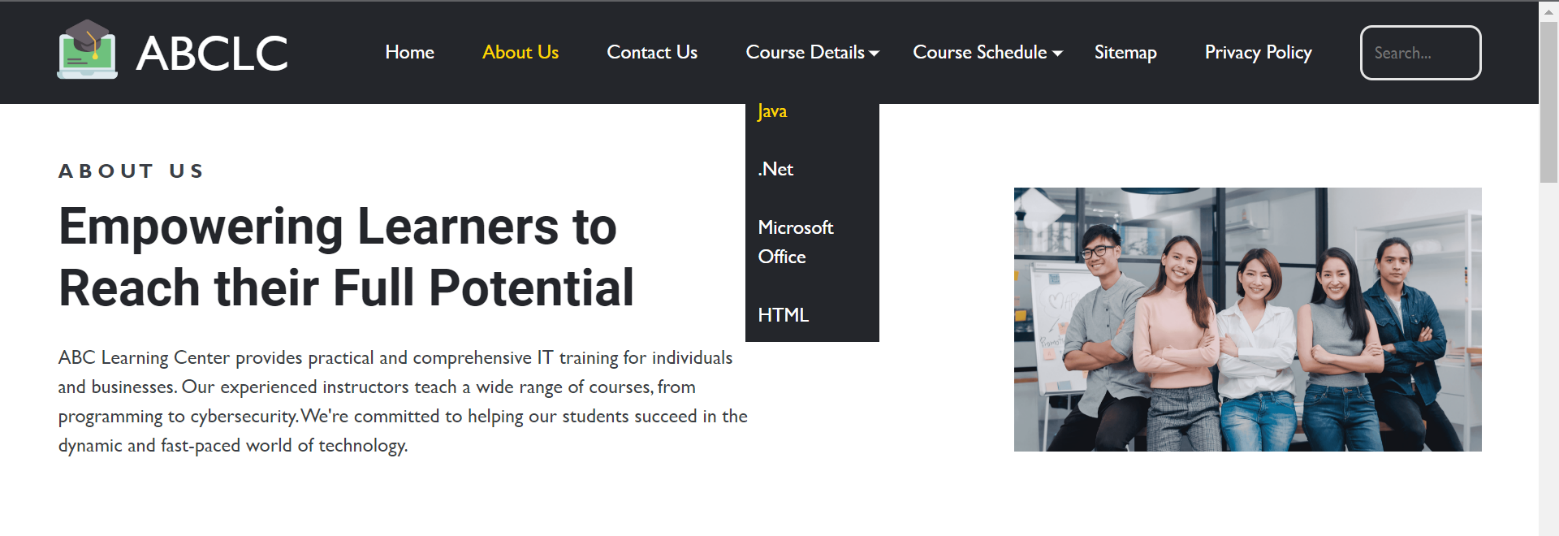 ABCLC
Home
About Us
Contact Us
Course Details
Course Schedule
Sitemap
Privacy Policy
Search...
Java
.Net
Microsoft
Office
HTML
ABOUT US
Empowering Learners to
Reach their Full Potential
ABC Learning Center provides practical and comprehensive IT training for individuals
and businesses. Our experienced instructors teach a wide range of courses, from
programming to cybersecurity. We're committed to helping our students succeed in the
dynamic and fast-paced world of technology.